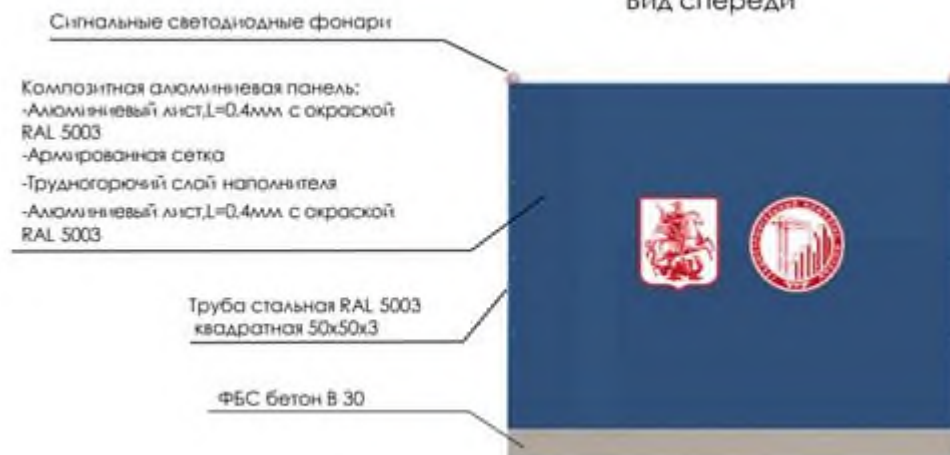 Вид спереди
Сигнальные светодиодные фонари
Композитная алюминиевая панель:
-Алюминиевый лист,L=0.4мм с окраской
RAL 5003
-Армированная сетка
-Трудногорючий слой наполнителя
-Алюминиевый лист,L=0.4мм с окраской
RAL 5003
Труба стальная RAL 5003
квадратная 50х50х3
ФБС бетон В 30